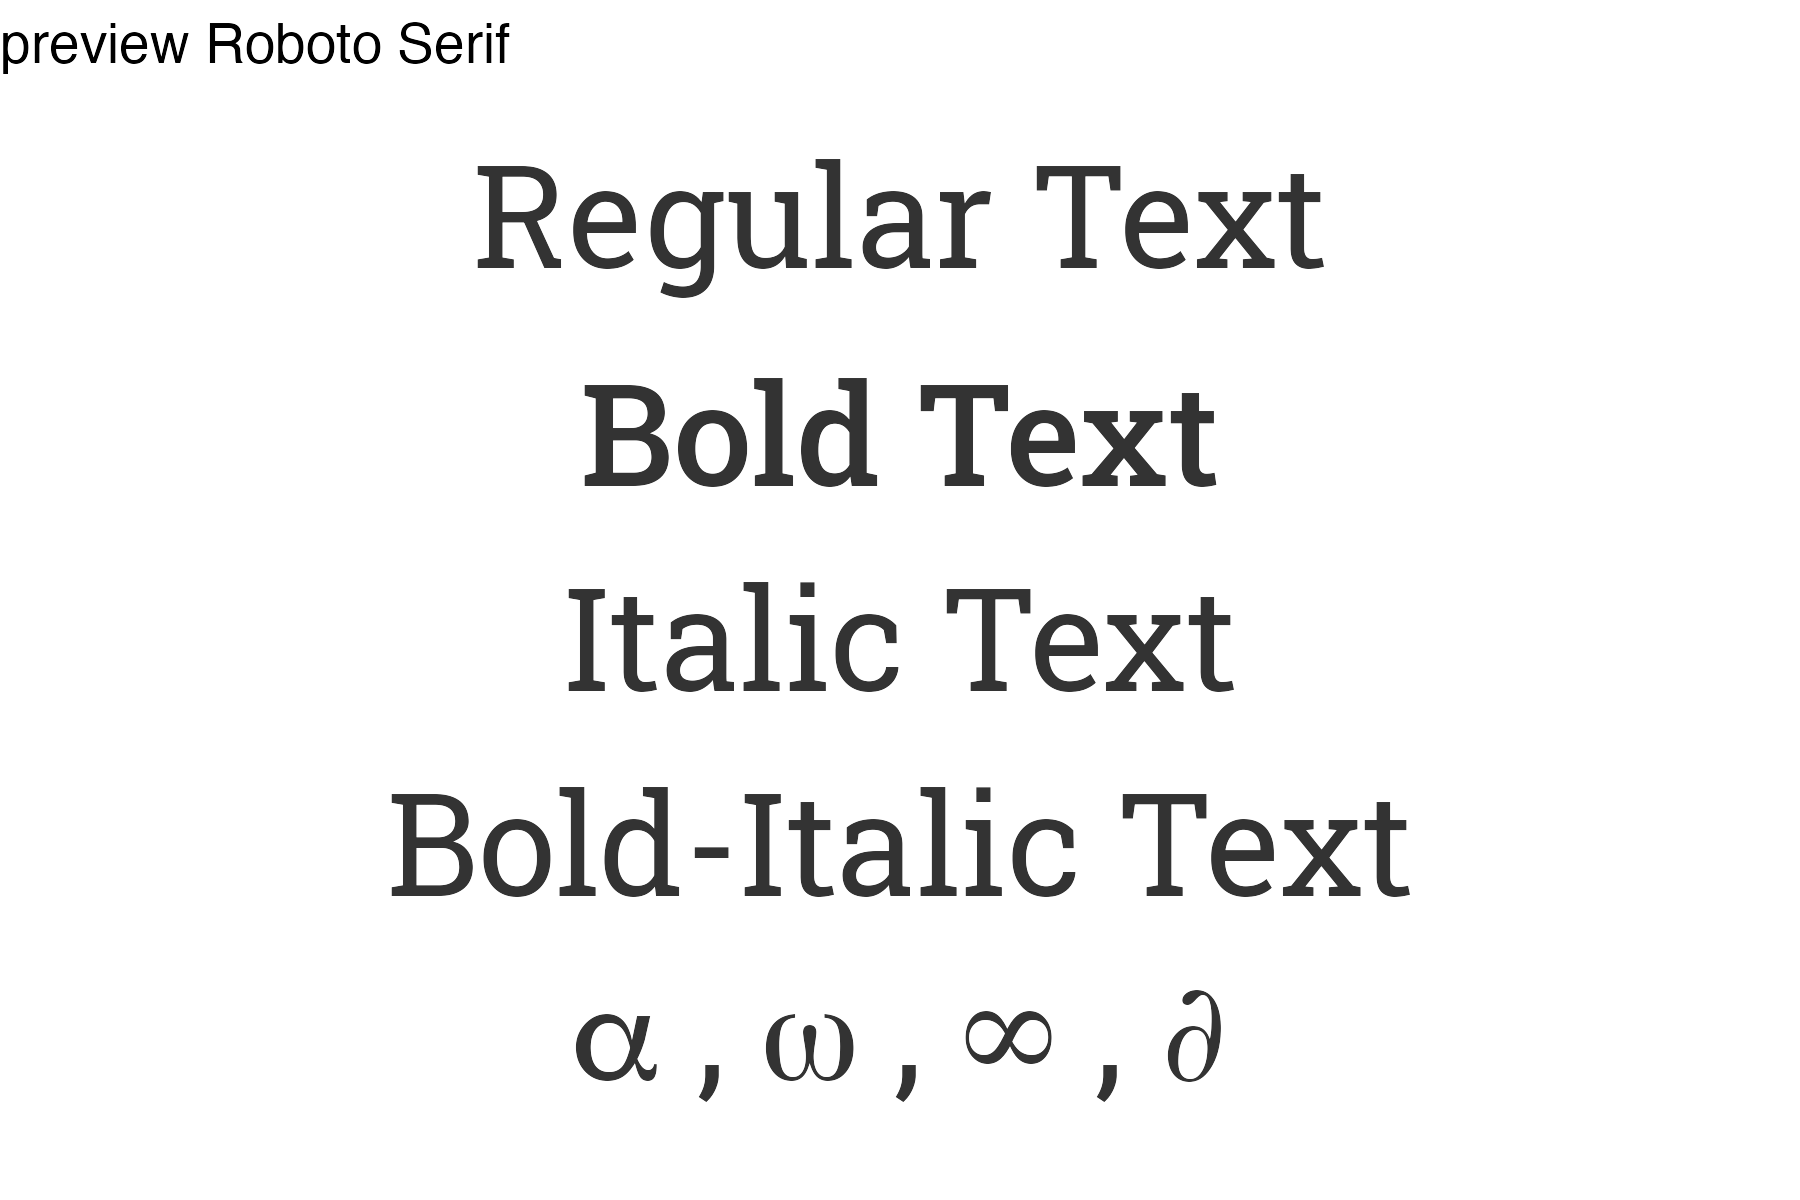 preview Roboto Serif
Regular Text
Bold Text
Italic Text
Bold-Italic Text
α , ω , ∞ , ∂